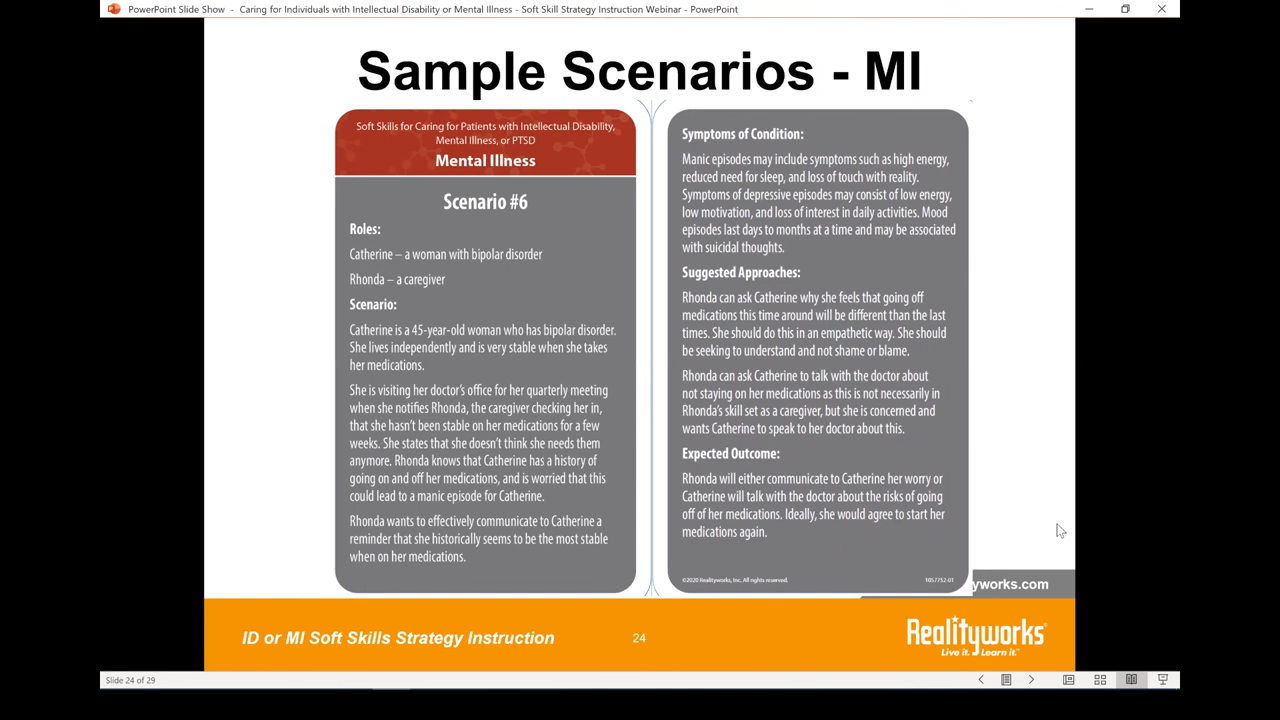 PowerPoint Slide Show - Caring for Individuals with Intellectual Disability or Mental Illness - Soft Skill Strategy Instruction Webinar - PowerPoint
Sample Scenarios - MI
Soft Skills for Caring for Patients with Intellectual Disability,
Mental Illness, or PTSD
Mental Illness
Scenario #6
Roles:
Catherine – a woman with bipolar disorder
Rhonda – a caregiver
Scenario:
Catherine is a 45-year-old woman who has bipolar disorder.
She lives independently and is very stable when she takes
her medications.
She is visiting her doctor's office for her quarterly meeting
when she notifies Rhonda, the caregiver checking her in,
that she hasn't been stable on her medications for a few
weeks. She states that she doesn't think she needs them
anymore. Rhonda knows that Catherine has a history of
going on and off her medications, and is worried that this
could lead to a manic episode for Catherine.
Rhonda wants to effectively communicate to Catherine a
reminder that she historically seems to be the most stable
when on her medications.
Symptoms of Condition:
Manic episodes may include symptoms such as high energy,
reduced need for sleep, and loss of touch with reality.
Symptoms of depressive episodes may consist of low energy,
low motivation, and loss of interest in daily activities. Mood
episodes last days to months at a time and may be associated
with suicidal thoughts.
Suggested Approaches:
Rhonda can ask Catherine why she feels that going off
medications this time around will be different than the last
times. She should do this in an empathetic way. She should
be seeking to understand and not shame or blame.
Rhonda can ask Catherine to talk with the doctor about
not staying on her medications as this is not necessarily in
Rhonda's skill set as a caregiver, but she is concerned and
wants Catherine to speak to her doctor about this.
Expected Outcome:
Rhonda will either communicate to Catherine her worry or
Catherine will talk with the doctor about the risks of going
off of her medications. Ideally, she would agree to start her
medications again.
©2020 Realityworks, Inc. All rights reserved.
1057752-01
yworks.com
ID or MI Soft Skills Strategy Instruction
24
Realityworks
Live it. Learn it.™
Slide 24 of 29